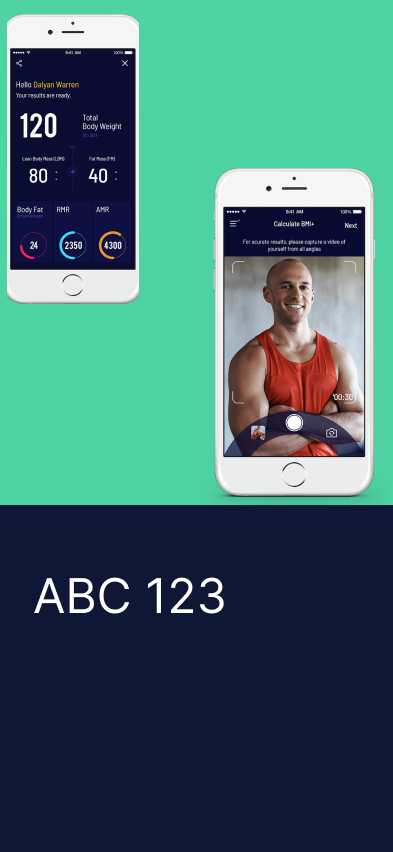 9:41 AM
100%
Hello Dalyan Warren
Your results are ready.
120
Total
Body Weight
Lean Body Mass (LBM)
Fat Mass (FM)
80
+
40
Body Fat
RMR
AMR
24
2350
4300
9:41 AM
100%
Calculate BMI+
Next
For acurate results, please capture a video of
yourself from all angles
'00:30
ABC 123